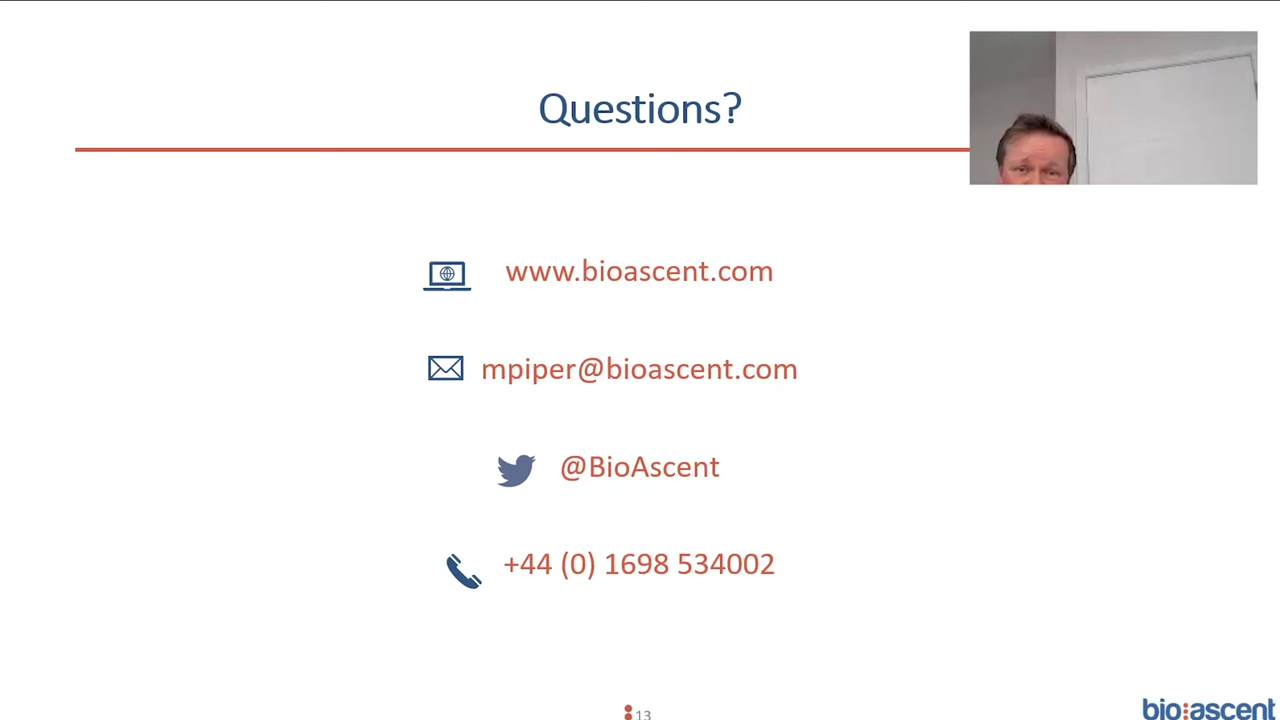 Questions?
www.bioascent.com
mpiper@bioascent.com
@BioAscent
+44 (0) 1698 534002
13
bio:ascent